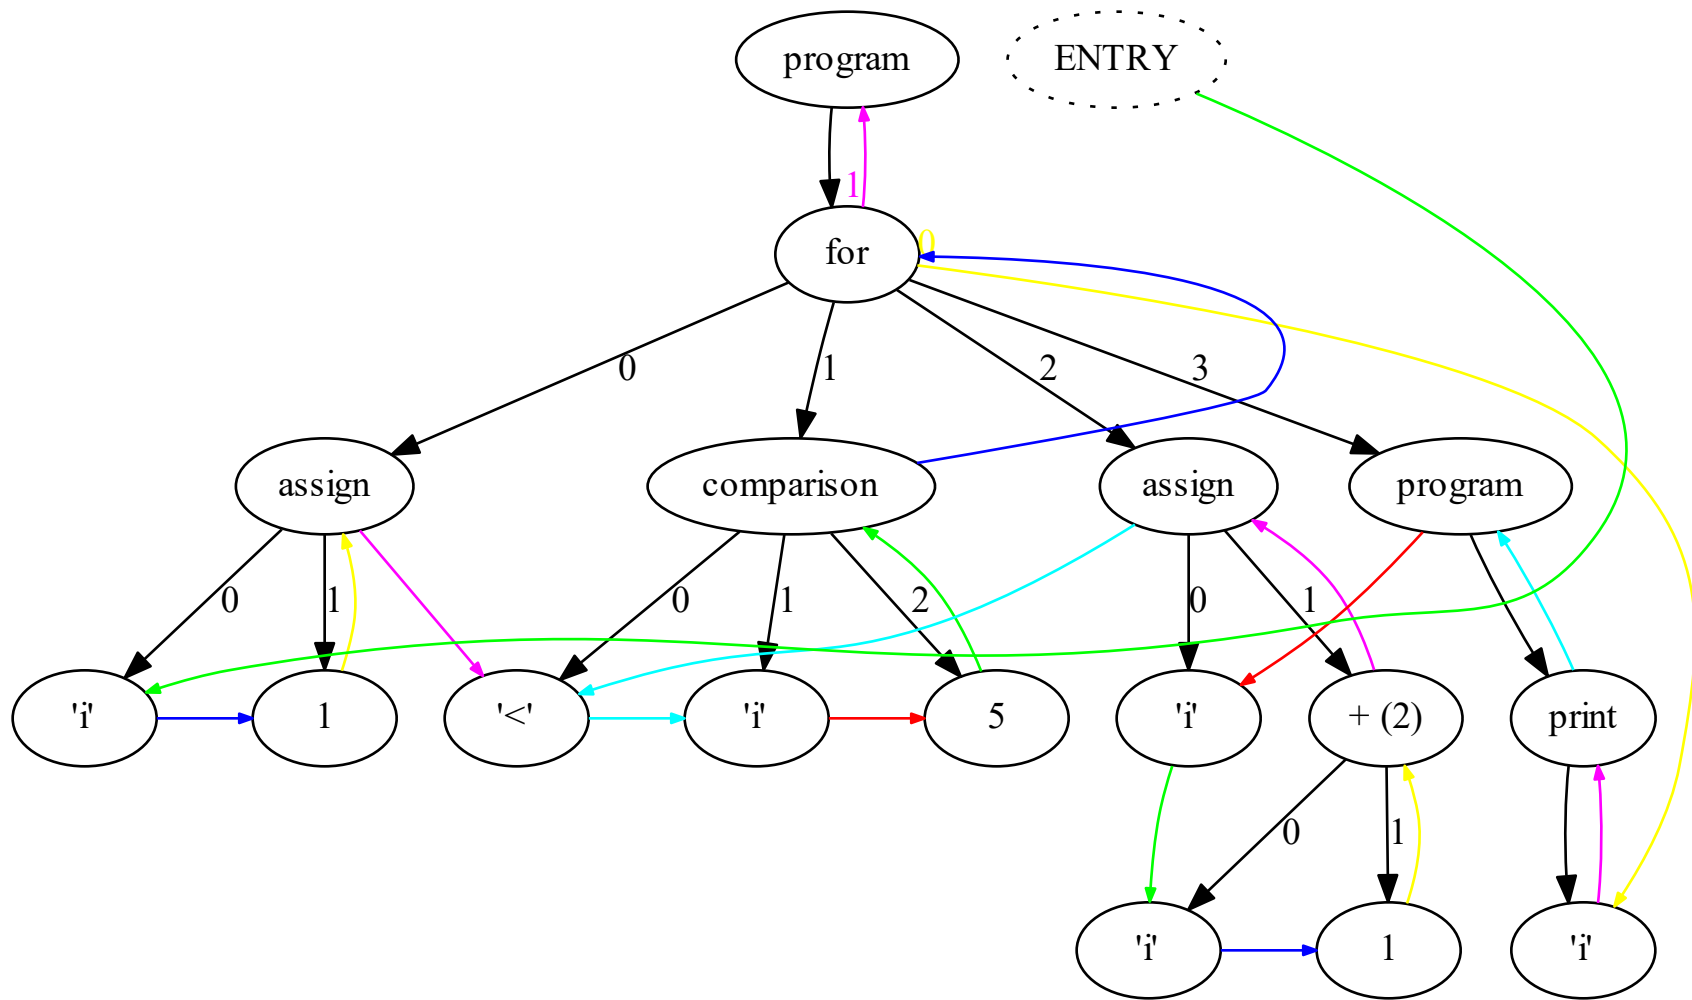 program
ENTRY
1
for
0
0
1
2
3
assign
comparison
assign
program
0
1
0
1
2
0
1
'i'
1
'<'
'i'
5
'i'
+ (2)
print
0
1
'i'
1
'i'